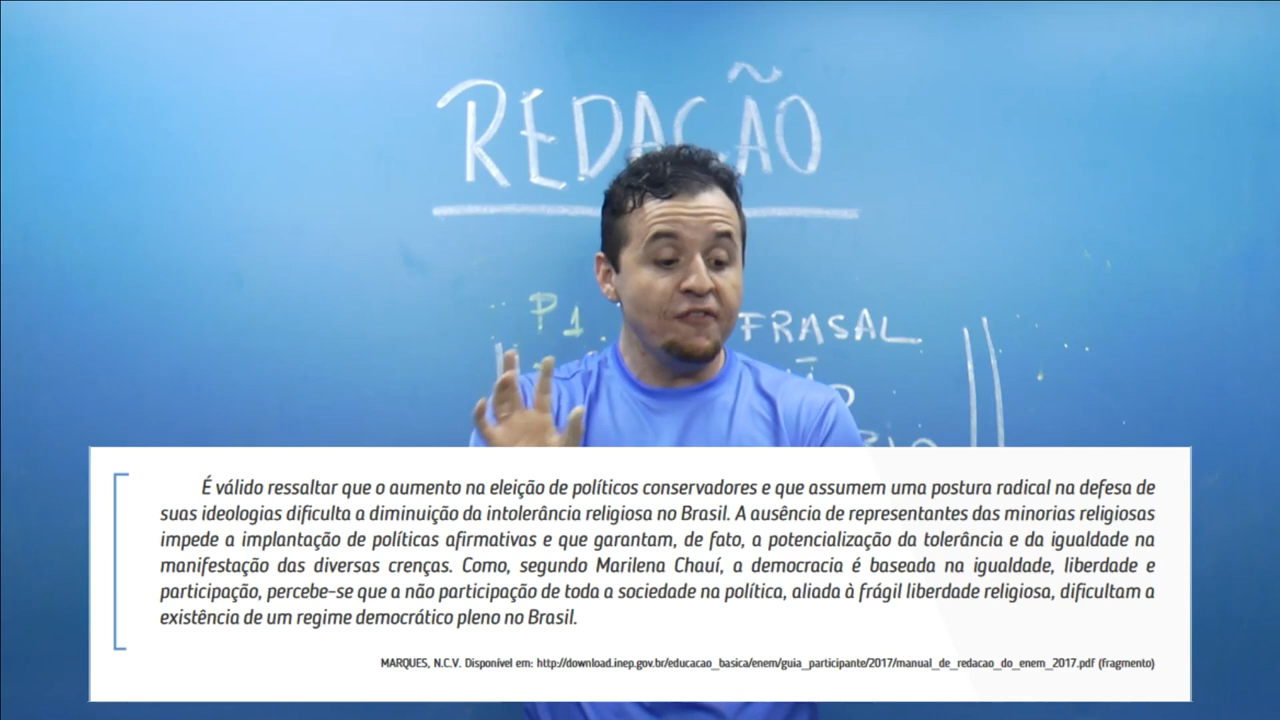 REDAÇÃO
P1.
FRASAL
É válido ressaltar que o aumento na eleição de políticos conservadores e que assumem uma postura radical na defesa de
suas ideologias dificulta a diminuição da intolerância religiosa no Brasil. A ausência de representantes das minorias religiosas
impede a implantação de políticas afirmativas e que garantam, de fato, a potencialização da tolerância e da igualdade na
manifestação das diversas crenças. Como, segundo Marilena Chauí, a democracia é baseada na igualdade, liberdade e
participação, percebe-se que a não participação de toda a sociedade na política, aliada à frágil liberdade religiosa, dificultam a
existência de um regime democrático pleno no Brasil.
MARQUES, N.C.V. Disponível em: http://download.inep.gov.br/educacao_basica/enem/guia_participante/2017/manual_de_redacao_do_enem_2017.pdf (fragmento)